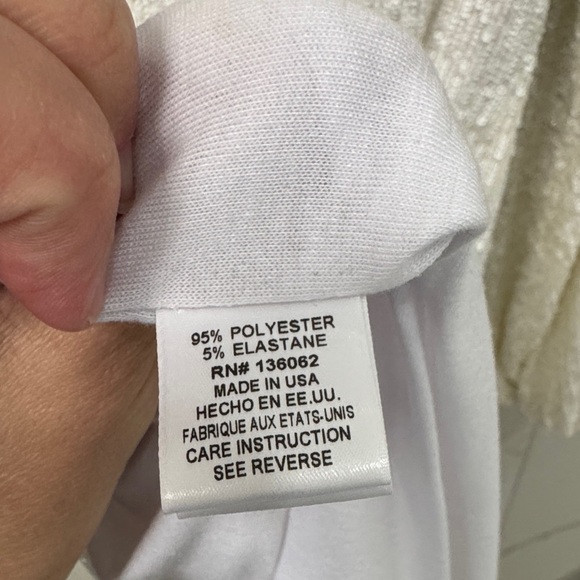 95% POLYESTER
5% ELASTANE
RN# 136062
MADE IN USA
HECHO EN EE.UU.
FABRIQUE AUX ETATS-UNIS
CARE INSTRUCTION
SEE REVERSE